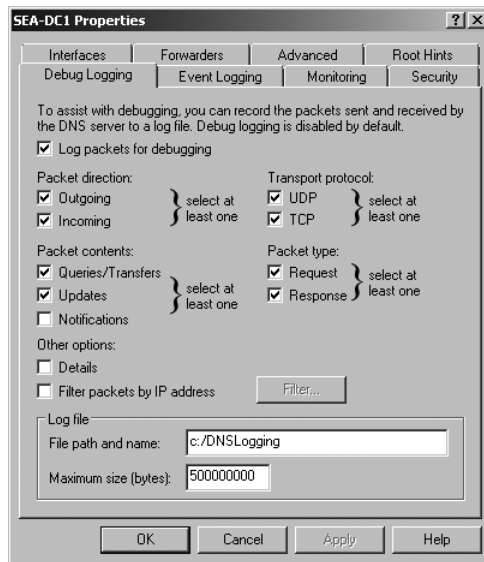 SEA-DC1 Properties
Interfaces Forwarders Advanced Root Hints
Debug Logging Event Logging Monitoring Security
To assist with debugging, you can record the packets sent and received by
the DNS server to a log file. Debug logging is disabled by default.
Log packets for debugging
Packet direction:
Outgoing
Incoming
select at
least one
Transport protocol:
UDP
TCP
select at
least one
Packet contents:
Queries/Transfers
Updates
Notifications
select at
least one
Packet type:
Request
Response
select at
least one
Other options:
Details
Filter packets by IP address
Filter...
Log file
File path and name: c:/DNSLogging
Maximum size (bytes): 500000000
OK Cancel Apply Help